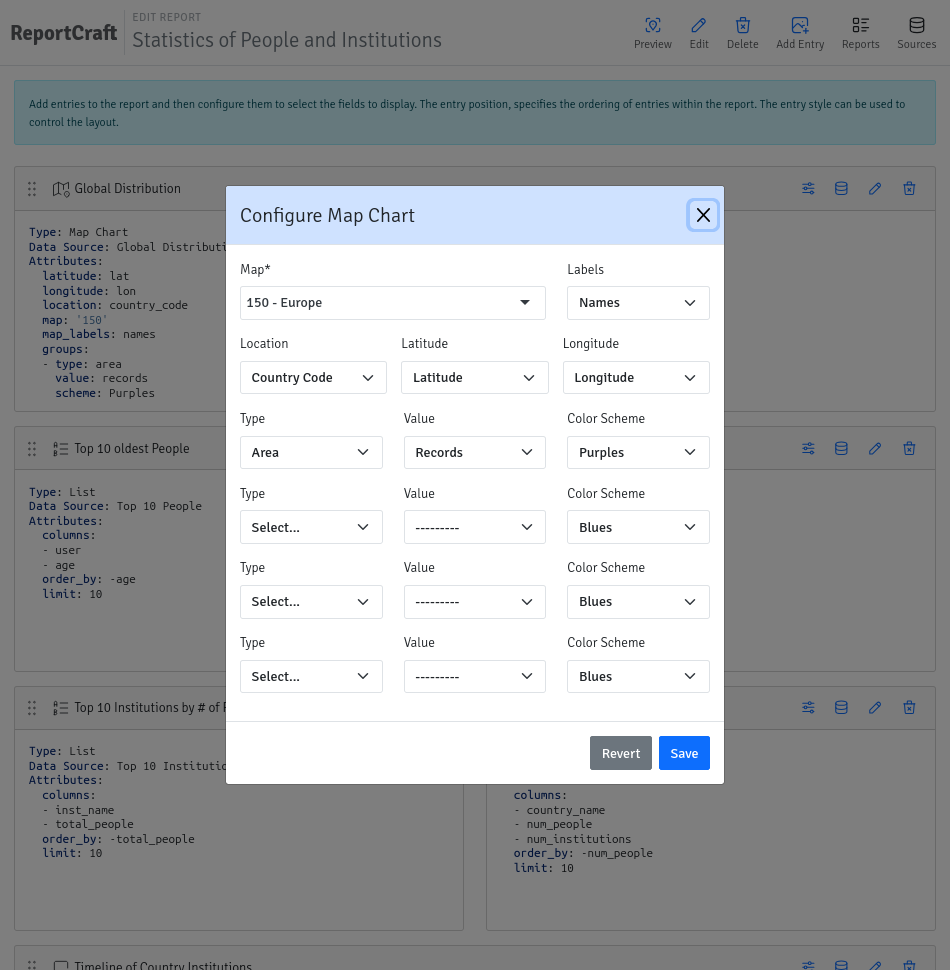 ReportCraft
EDIT REPORT
Statistics of People and Institutions
Preview
Edit
Delete
Add Entry
Reports
Sources
Add entries to the report and then configure them to select the fields to display. The entry position, specifies the ordering of entries within the report. The entry style can be used to
control the layout.
Global Distribution
Type: Map Chart
Data Source: Global Distributi
Attributes:
latitude: lat
longitude: lon
location: country_code
map: '150'
map_labels: names
groups:
- type: area
value: records
scheme: Purples
Configure Map Chart
Map*
Labels
150 - Europe
Names
Location
Latitude
Longitude
Country Code
Latitude
Longitude
Type
Value
Color Scheme
Area
Records
Purples
Type
Value
Color Scheme
Select...
---------
Blues
Type
Value
Color Scheme
Select...
---------
Blues
Type
Value
Color Scheme
Select...
---------
Blues
Revert
Save
Top 10 oldest People
Type: List
Data Source: Top 10 People
Attributes:
columns:
- user
- age
order_by: -age
limit: 10
Top 10 Institutions by # of
Type: List
Data Source: Top 10 Instituti
Attributes:
columns:
- inst_name
- total_people
order_by: -total_people
limit: 10
columns:
- country_name
- num_people
- num_institutions
order_by: -num_people
limit: 10
Timeline of Country Institutions